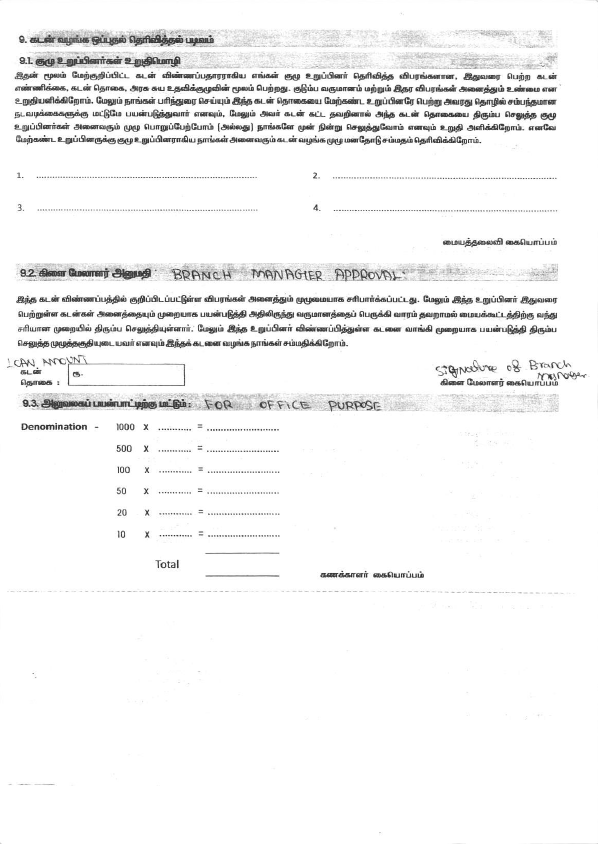 9. கடன் வழங்க ஒப்புதல் தெரிவித்தல் படிவம்
9.1. குழு உறுப்பினர்கள் உறுதிமொழி
இதன் மூலம் மேற்குறிப்பிட்ட கடன் விண்ணப்பதாரராகிய எங்கள் குழு உறுப்பினர் தெரிவித்த விபரங்களான, இதுவரை பெற்ற கடன்
எண்ணிக்கை, கடன் தொகை, அரசு சுய உதவிக்குழுவின் மூலம் பெற்றது. குடும்ப வருமானம் மற்றும் இதர விபரங்கள் அனைத்தும் உண்மை என
உறுதியளிக்கிறோம். மேலும் நாங்கள் பரிந்துரை செய்யும் இந்த கடன் தொகையை மேற்கண்ட உறுப்பினரே பெற்று அவரது தொழில் சம்பந்தமான
நடவடிக்கைகளுக்கு மட்டுமே பயன்படுத்துவார் எனவும், மேலும் அவர் கடன் கட்ட தவறினால் அந்த கடன் தொகையை திரும்ப செலுத்த குழு
உறுப்பினர்கள் அனைவரும் முழு பொறுப்பேற்போம் (அல்லது) நாங்களே முன் நின்று செலுத்துவோம் எனவும் உறுதி அளிக்கிறோம். எனவே
மேற்கண்ட உறுப்பினருக்கு குழு உறுப்பினராகிய நாங்கள் அனைவரும் கடன் வழங்க முழு மனதோடு சம்மதம் தெரிவிக்கிறோம்.
1. .......................................................... 2. ..........................................................
3. .......................................................... 4. ..........................................................
மையத்தலைவி கையொப்பம்
9.2. கிளை மேலாளர் அனுமதி : BRANCH MANAGIER APPROVAL:
இந்த கடன் விண்ணப்பத்தில் குறிப்பிடப்பட்டுள்ள விபரங்கள் அனைத்தும் முழுமையாக சரிபார்க்கப்பட்டது. மேலும் இந்த உறுப்பினர் இதுவரை
பெற்றுள்ள கடன்கள் அனைத்தையும் முறையாக பயன்படுத்தி அதிலிருந்து வருமானத்தைப் பெருக்கி வாரம் தவறாமல் மையக்கூட்டத்திற்கு வந்து
சரியான முறையில் திரும்ப செலுத்தியுள்ளார். மேலும் இந்த உறுப்பினர் விண்ணப்பித்துள்ள கடனை வாங்கி முறையாக பயன்படுத்தி திரும்ப
செலுத்த முழுத்தகுதியுடையவர் எனவும் இந்தக் கடனை வழங்க நாங்கள் சம்மதிக்கிறோம்.
LOAN AMOUNT
கடன் ரூ.
தொகை :
Signature of Branch
Manager
கிளை மேலாளர் கையொப்பம்
9.3. அலுவலகப் பயன்பாட்டிற்கு மட்டும் : FOR OFFICE PURPOSE
Denomination - 1000 X ............ = .........................
500 X ............ = .........................
100 X ............ = .........................
50 X ............ = .........................
20 X ............ = .........................
10 X ............ = .........................
Total
கணக்காளர் கையொப்பம்